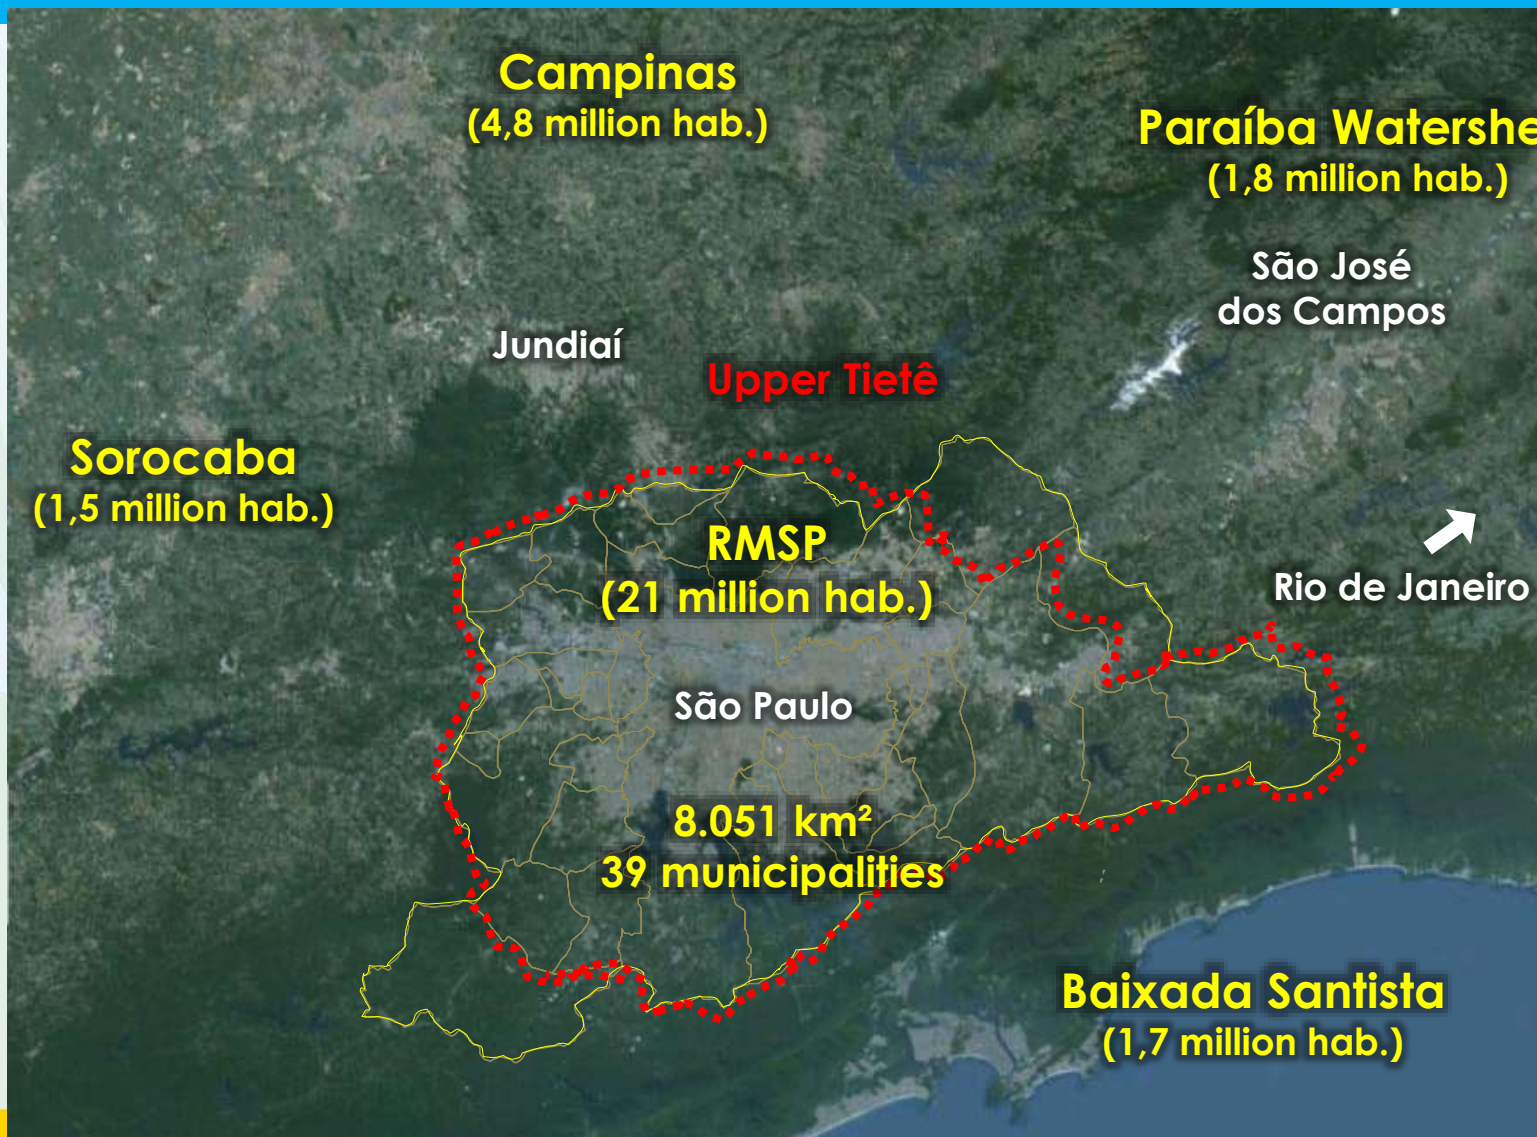 Campinas
(4,8 million hab.)
Paraíba Watershe
(1,8 million hab.)
São José
dos Campos
Jundiaí
Upper Tietê
Sorocaba
(1,5 million hab.)
RMSP
(21 million hab.)
Rio de Janeiro
São Paulo
8.051 km²
39 municipalities
Baixada Santista
(1,7 million hab.)